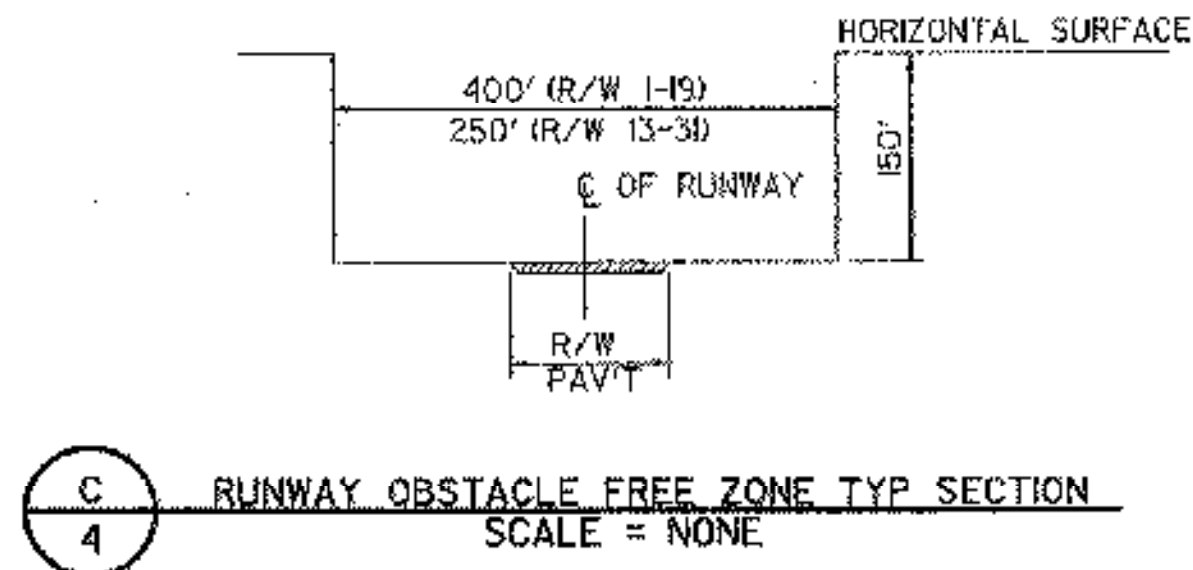 HORIZONTAL SURFACE
400' (R/W 1-19)
250' (R/W 13-31)
150'
℄ OF RUNWAY
R/W
PAV'T
C
4
RUNWAY OBSTACLE FREE ZONE TYP SECTION
SCALE = NONE